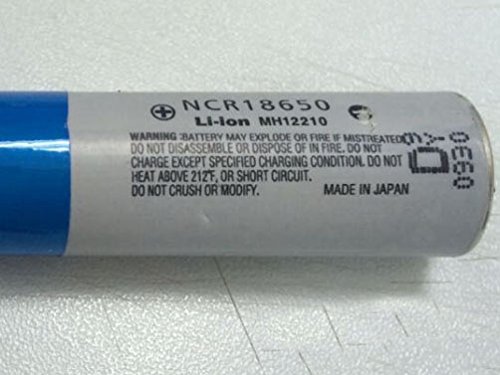 NCR18650
Li-ion MH12210
WARNING:BATTERY MAY EXPLODE OR FIRE IF MISTREATED.
DO NOT DISASSEMBLE OR DISPOSE OF IN FIRE. DO NOT
CHARGE EXCEPT SPECIFIED CHARGING CONDITION. DO NOT
HEAT ABOVE 212°F, OR SHORT CIRCUIT.
DO NOT CRUSH OR MODIFY. MADE IN JAPAN
0930